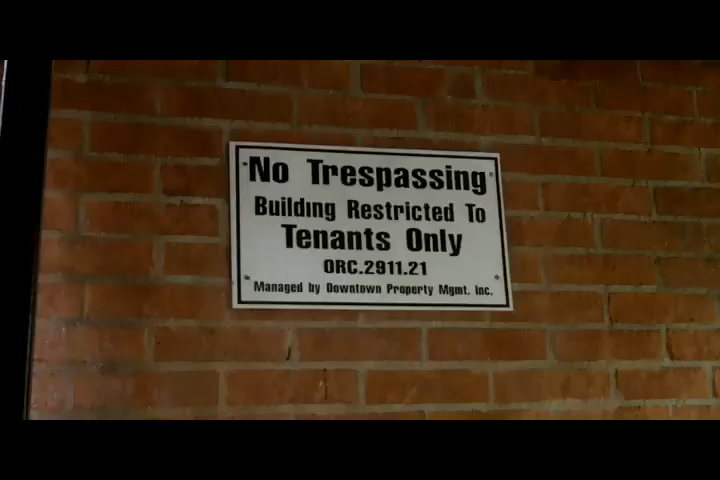 No Trespassing
Building Restricted To
Tenants Only
ORC.2911.21
Managed by Downtown Property Mgmt. Inc.